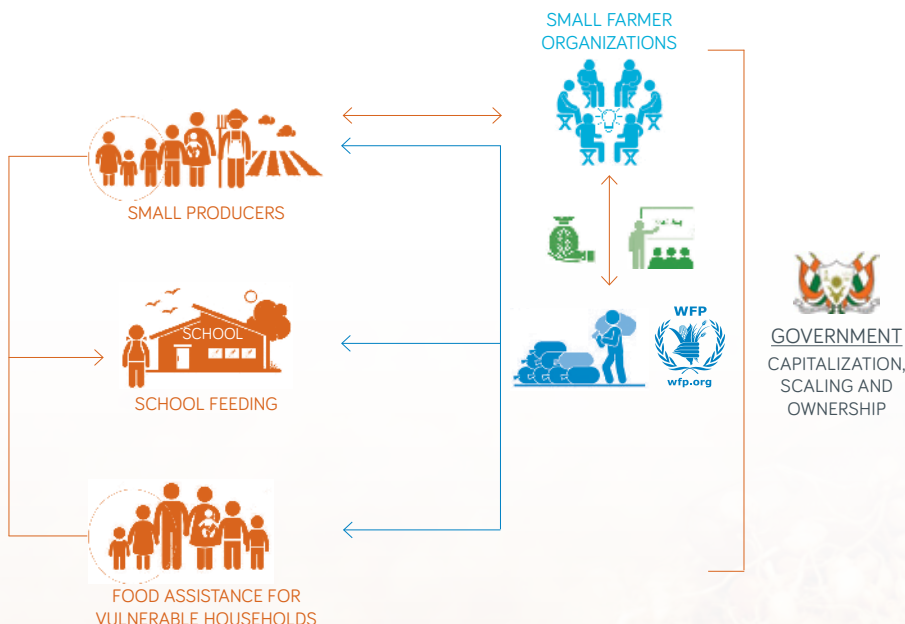 SMALL FARMER
ORGANIZATIONS
SMALL PRODUCERS
SCHOOL
SCHOOL FEEDING
WFP
wfp.org
GOVERNMENT
CAPITALIZATION,
SCALING AND
OWNERSHIP
FOOD ASSISTANCE FOR
VULNERABLE HOUSEHOLDS